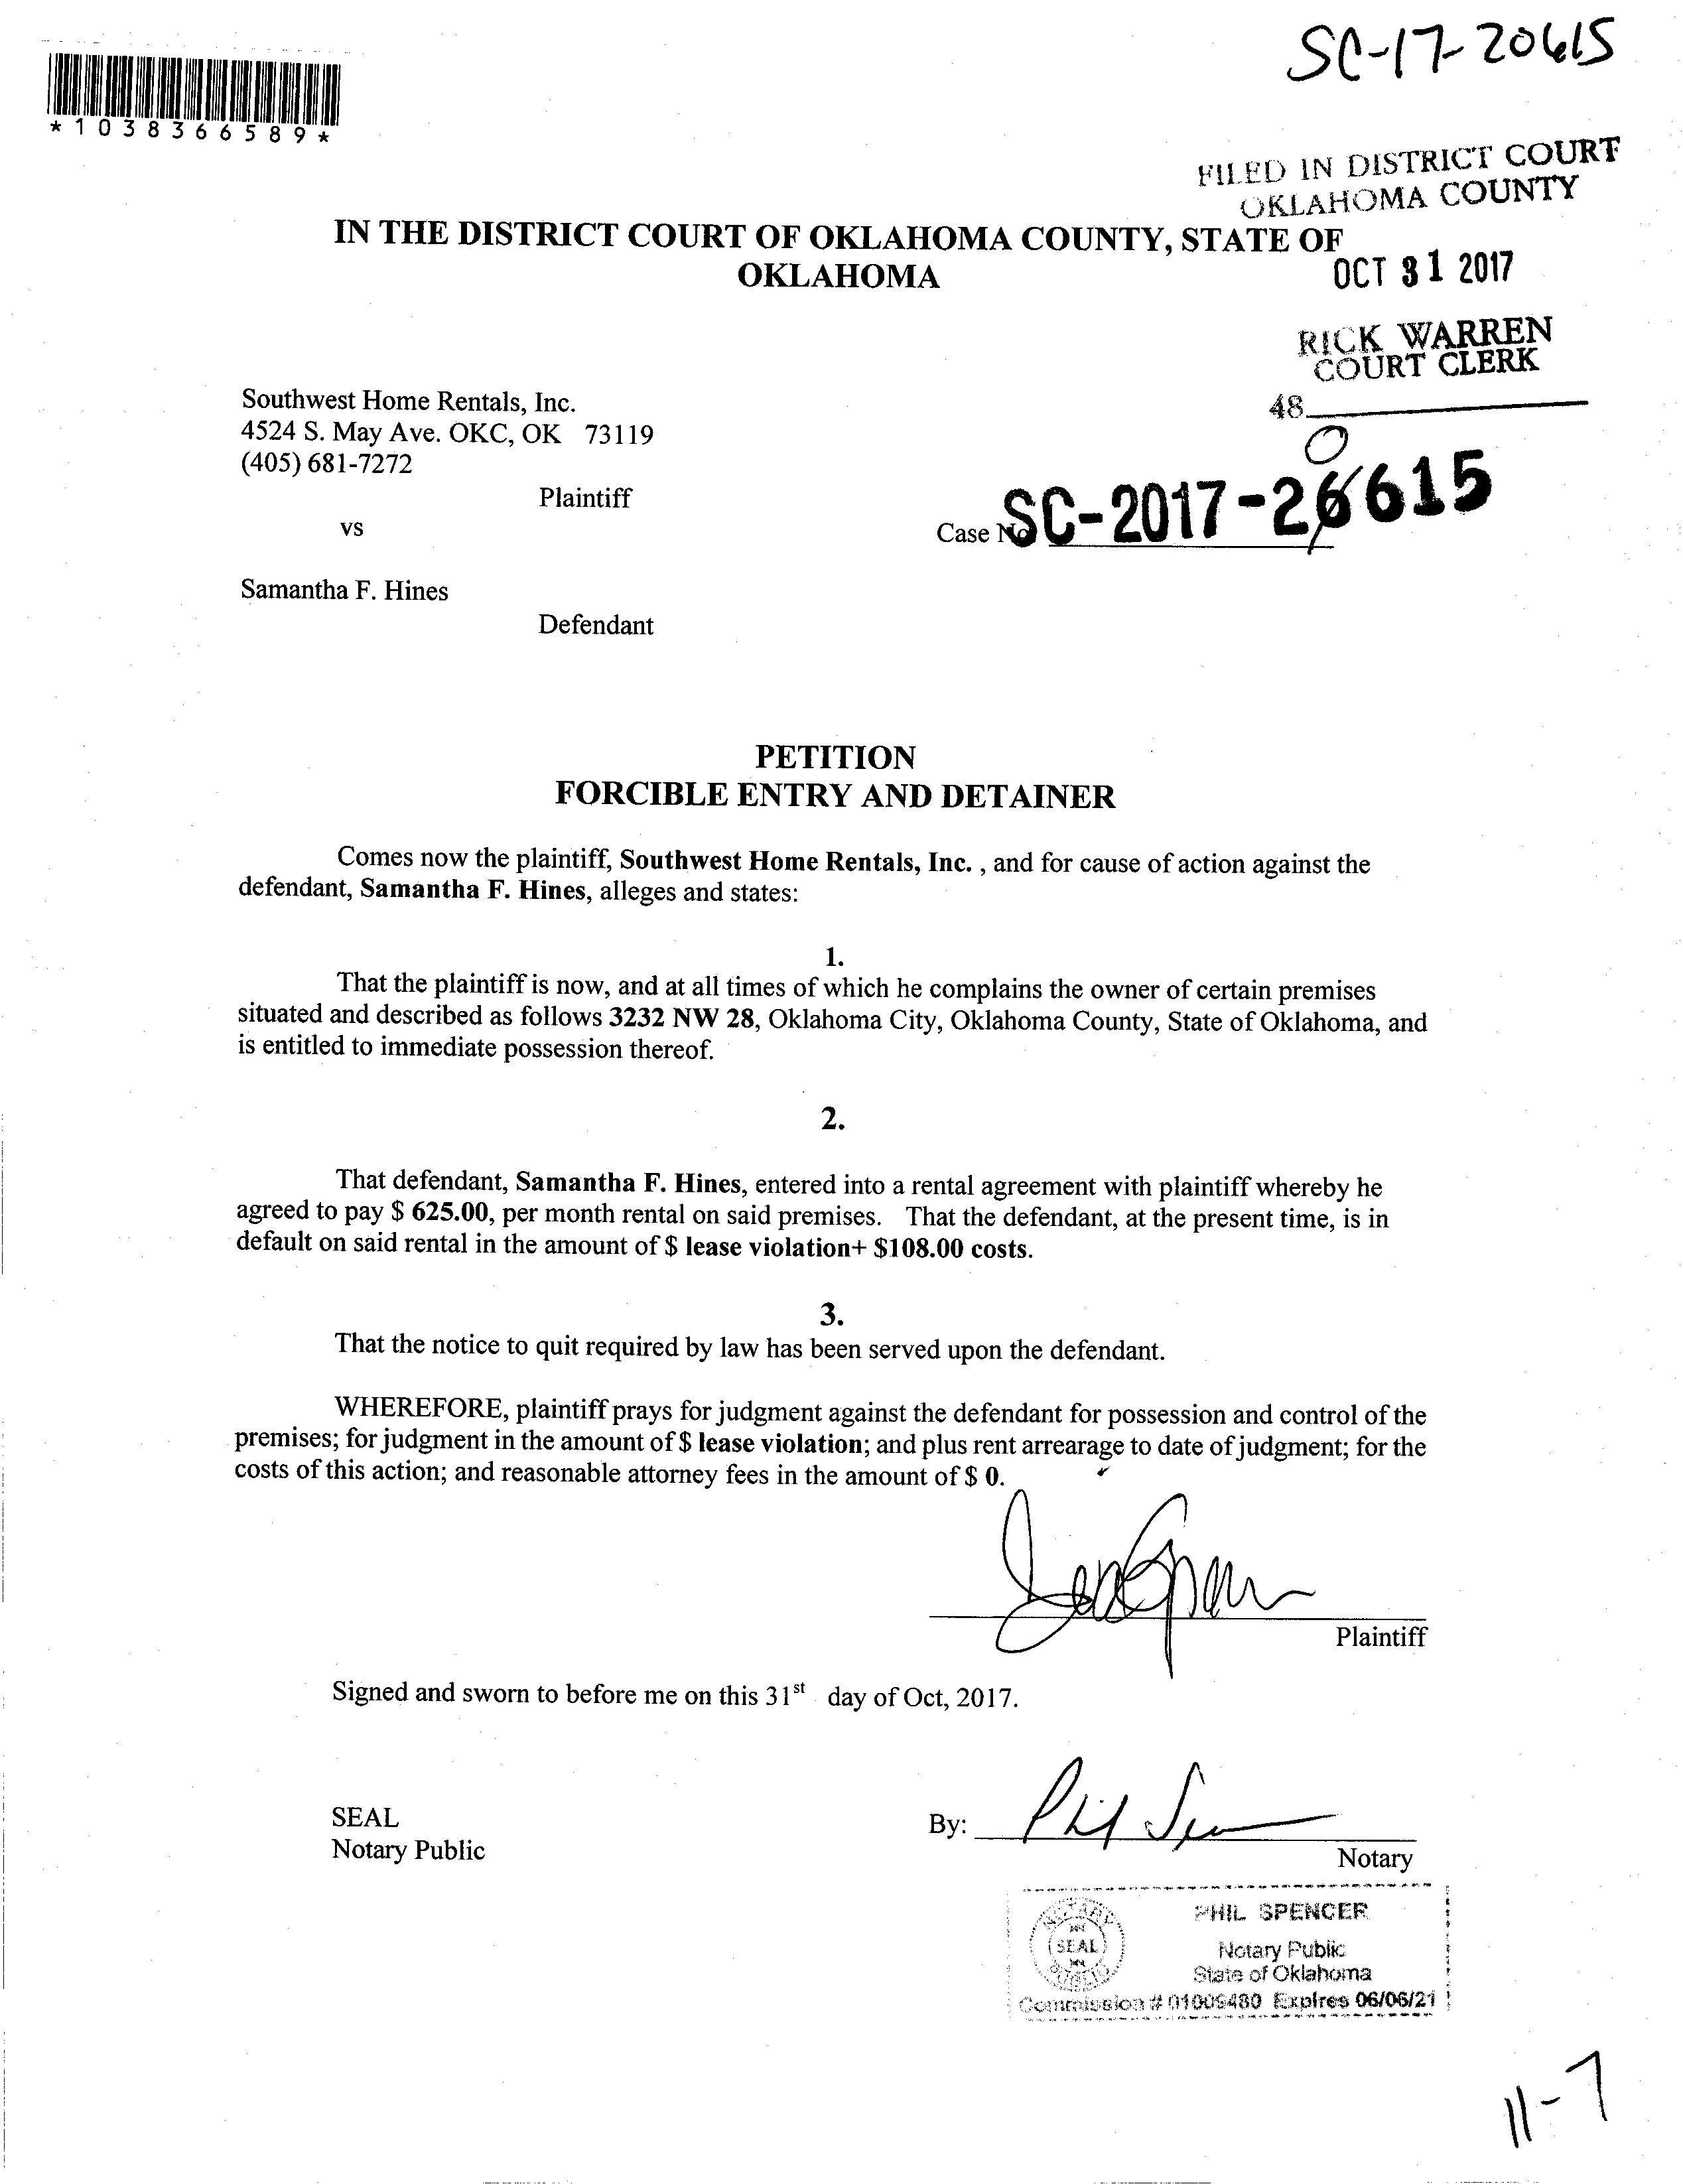 SC-17-20615
*1038366589*
FILED IN DISTRICT COURT
OKLAHOMA COUNTY
IN THE DISTRICT COURT OF OKLAHOMA COUNTY, STATE OF
OKLAHOMA
OCT 31 2017
RICK WARREN
COURT CLERK
48
Southwest Home Rentals, Inc.
4524 S. May Ave. OKC, OK 73119
(405) 681-7272
Plaintiff
vs
0
Case No SC-2017-26615
Samantha F. Hines
Defendant
PETITION
FORCIBLE ENTRY AND DETAINER
Comes now the plaintiff, Southwest Home Rentals, Inc. , and for cause of action against the
defendant, Samantha F. Hines, alleges and states:
1.
That the plaintiff is now, and at all times of which he complains the owner of certain premises
situated and described as follows 3232 NW 28, Oklahoma City, Oklahoma County, State of Oklahoma, and
is entitled to immediate possession thereof.
2.
That defendant, Samantha F. Hines, entered into a rental agreement with plaintiff whereby he
agreed to pay $ 625.00, per month rental on said premises. That the defendant, at the present time, is in
default on said rental in the amount of $ lease violation+ $108.00 costs.
3.
That the notice to quit required by law has been served upon the defendant.
WHEREFORE, plaintiff prays for judgment against the defendant for possession and control of the
premises; for judgment in the amount of $ lease violation; and plus rent arrearage to date of judgment; for the
costs of this action; and reasonable attorney fees in the amount of $ 0.
Plaintiff
Signed and sworn to before me on this 31st day of Oct, 2017.
SEAL
Notary Public
By:
Notary
PHIL SPENCER
NOTARY
SEAL
PUBLIC
Notary Public
State of Oklahoma
Commission # 01009480 Expires 06/06/21
11-7